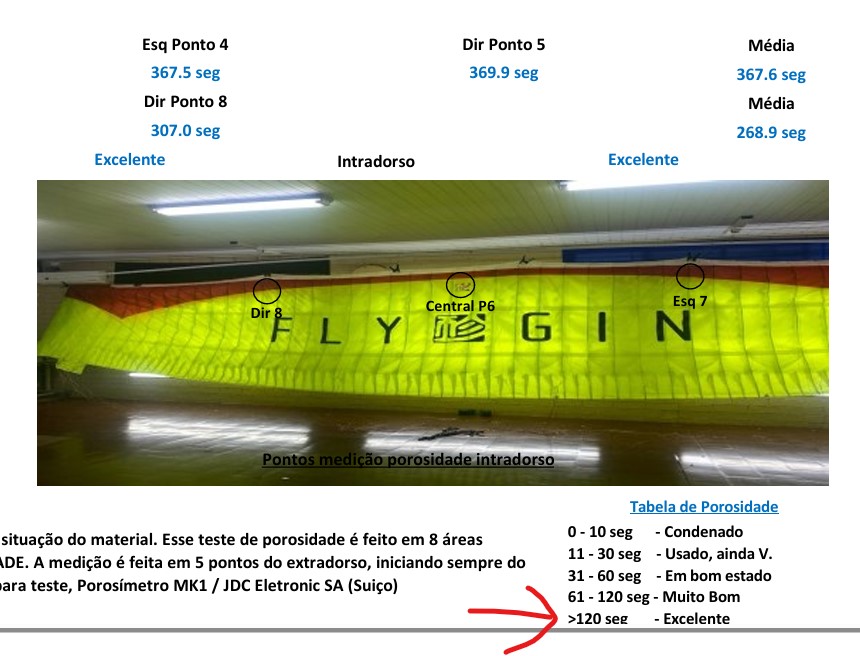 Esq Ponto 4 Dir Ponto 5 Média
367.5 seg 369.9 seg 367.6 seg
Dir Ponto 8 Média
307.0 seg 268.9 seg
Excelente Intradorso Excelente
Dir 8 Central P6 Esq 7
FLY GIN
Pontos medição porosidade intradorso
Tabela de Porosidade
0 - 10 seg - Condenado
11 - 30 seg - Usado, ainda V.
31 - 60 seg - Em bom estado
61 - 120 seg - Muito Bom
>120 seg - Excelente
situação do material. Esse teste de porosidade é feito em 8 áreas
ADE. A medição é feita em 5 pontos do extradorso, iniciando sempre do
para teste, Porosímetro MK1 / JDC Eletronic SA (Suiço)